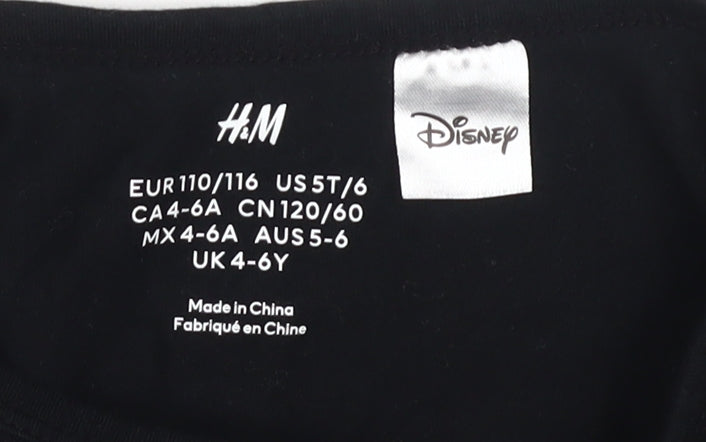 H&M
DISNEY
EUR 110/116 US 5T/6
CA 4-6A CN 120/60
MX 4-6A AUS 5-6
UK 4-6Y
Made in China
Fabriqué en Chine